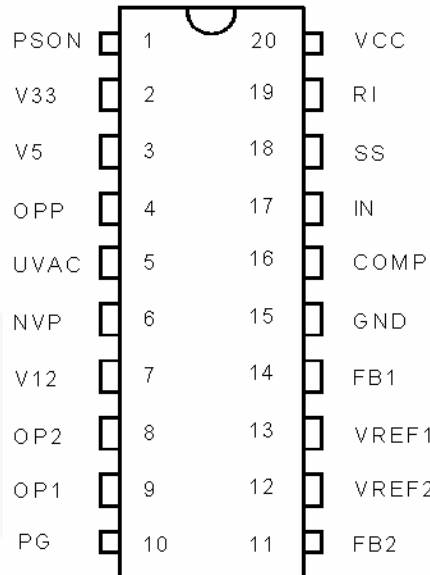 PSON 1 20 VCC
V33 2 19 RI
V5 3 18 SS
OPP 4 17 IN
UVAC 5 16 COMP
NVP 6 15 GND
V12 7 14 FB1
OP2 8 13 VREF1
OP1 9 12 VREF2
PG 10 11 FB2